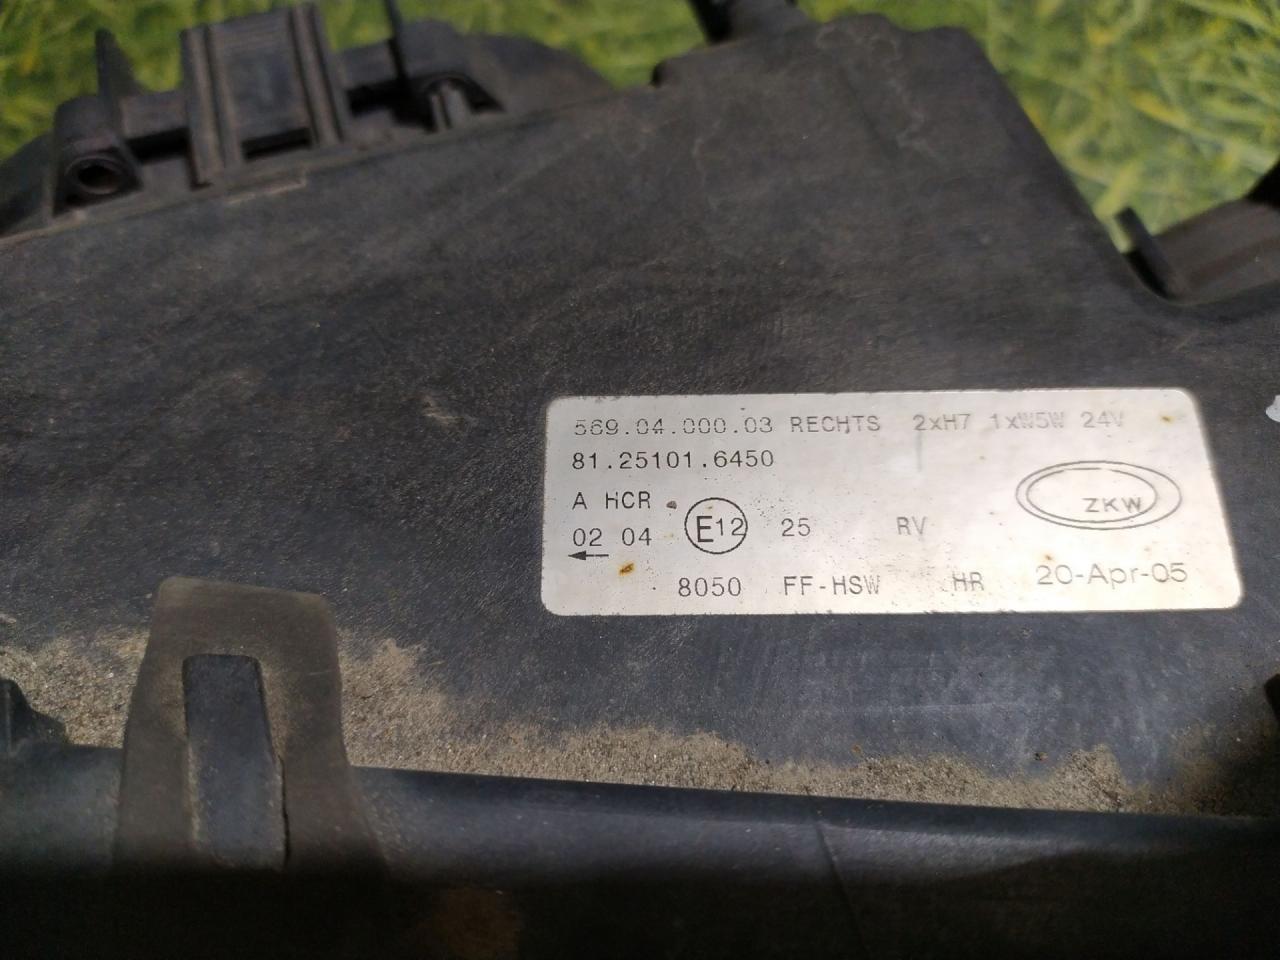 569.04.000.03 RECHTS 2xH7 1xW5W 24V
81.25101.6450
A HCR
02 04 E12 25 RV
ZKW
8050 FF-HSW HR 20-Apr-05